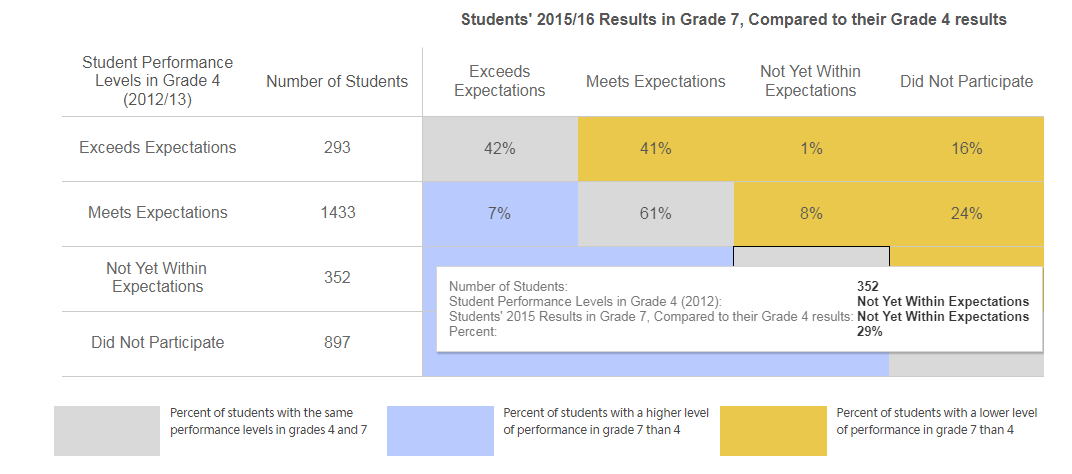 Students' 2015/16 Results in Grade 7, Compared to their Grade 4 results
Student Performance
Levels in Grade 4
(2012/13)
Number of Students
Exceeds
Expectations
Meets Expectations
Not Yet Within
Expectations
Did Not Participate
Exceeds Expectations 293 42% 41% 1% 16%
Meets Expectations 1433 7% 61% 8% 24%
Not Yet Within
Expectations
352
Did Not Participate 897
Number of Students: 352
Student Performance Levels in Grade 4 (2012): Not Yet Within Expectations
Students' 2015 Results in Grade 7, Compared to their Grade 4 results: Not Yet Within Expectations
Percent: 29%
Percent of students with the same
performance levels in grades 4 and 7
Percent of students with a higher level
of performance in grade 7 than 4
Percent of students with a lower level
of performance in grade 7 than 4